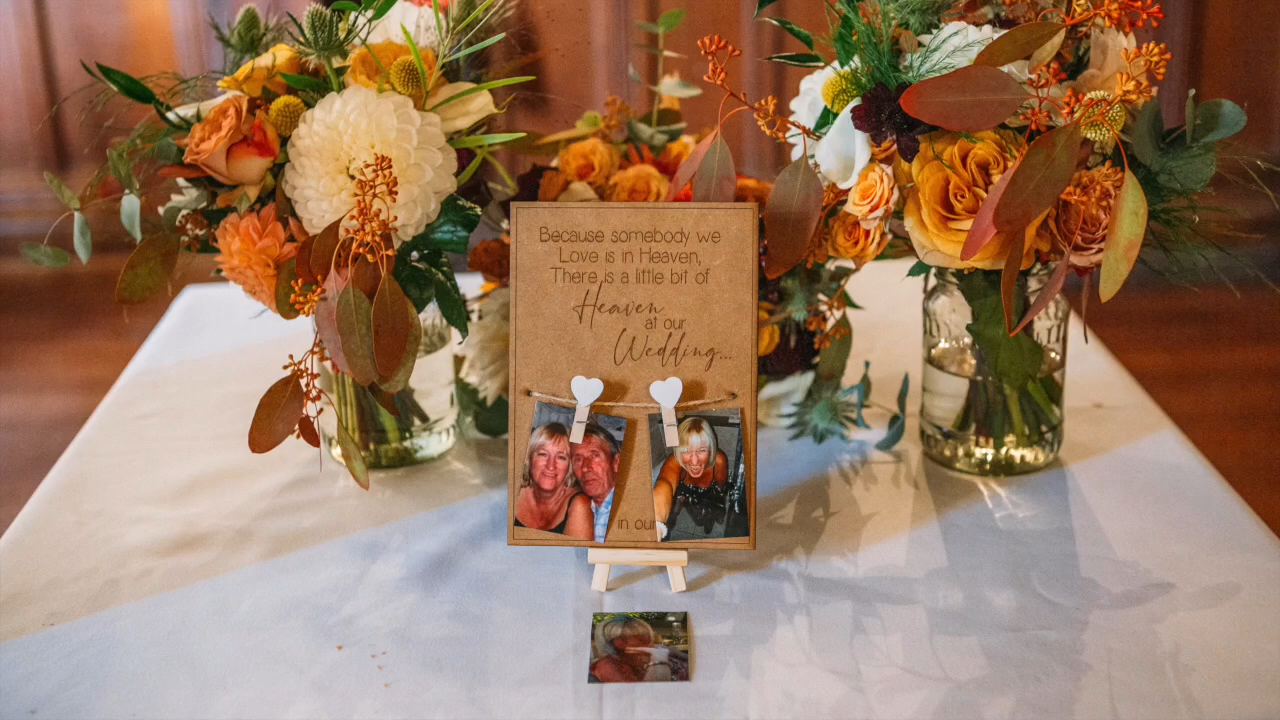 Because somebody we
Love is in Heaven,
There is a little bit of
Heaven
at our
Wedding...
in our